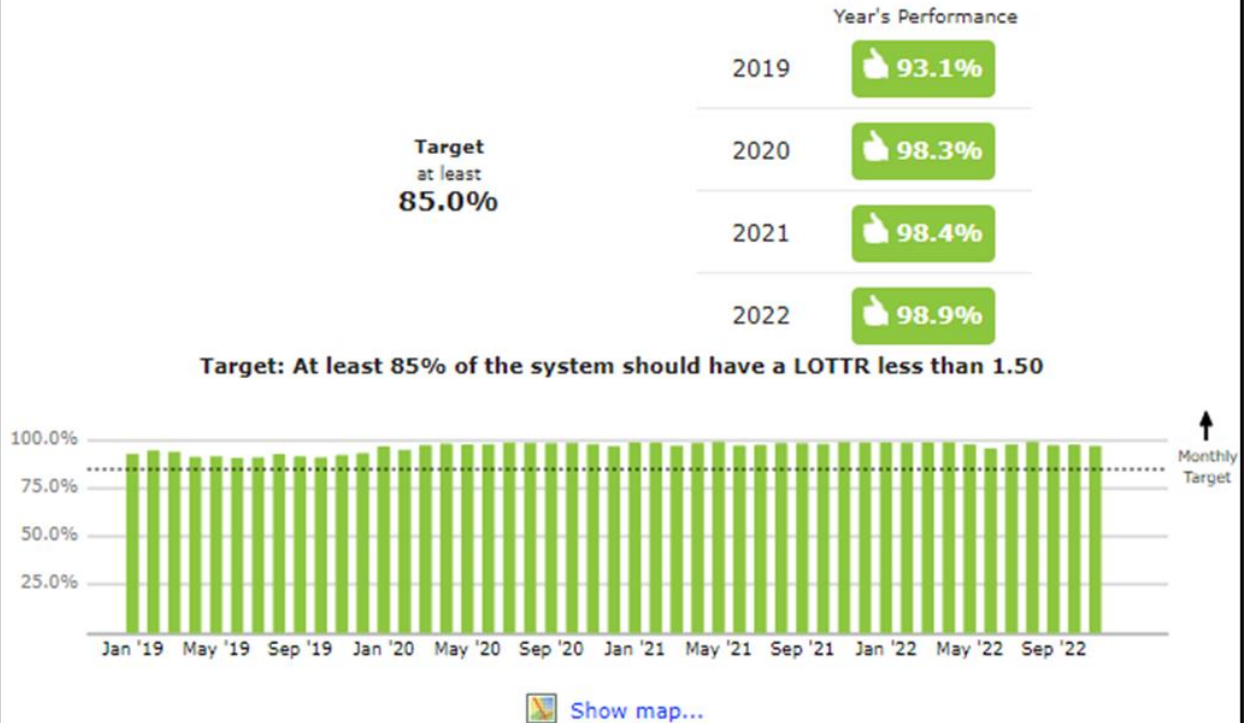 Year's Performance
2019 93.1%
Target
at least
85.0%
2020 98.3%
2021 98.4%
2022 98.9%
Target: At least 85% of the system should have a LOTTR less than 1.50
100.0%
75.0%
50.0%
25.0%
Monthly
Target
Jan '19 May '19 Sep '19 Jan '20 May '20 Sep '20 Jan '21 May '21 Sep '21 Jan '22 May '22 Sep '22
Show map...